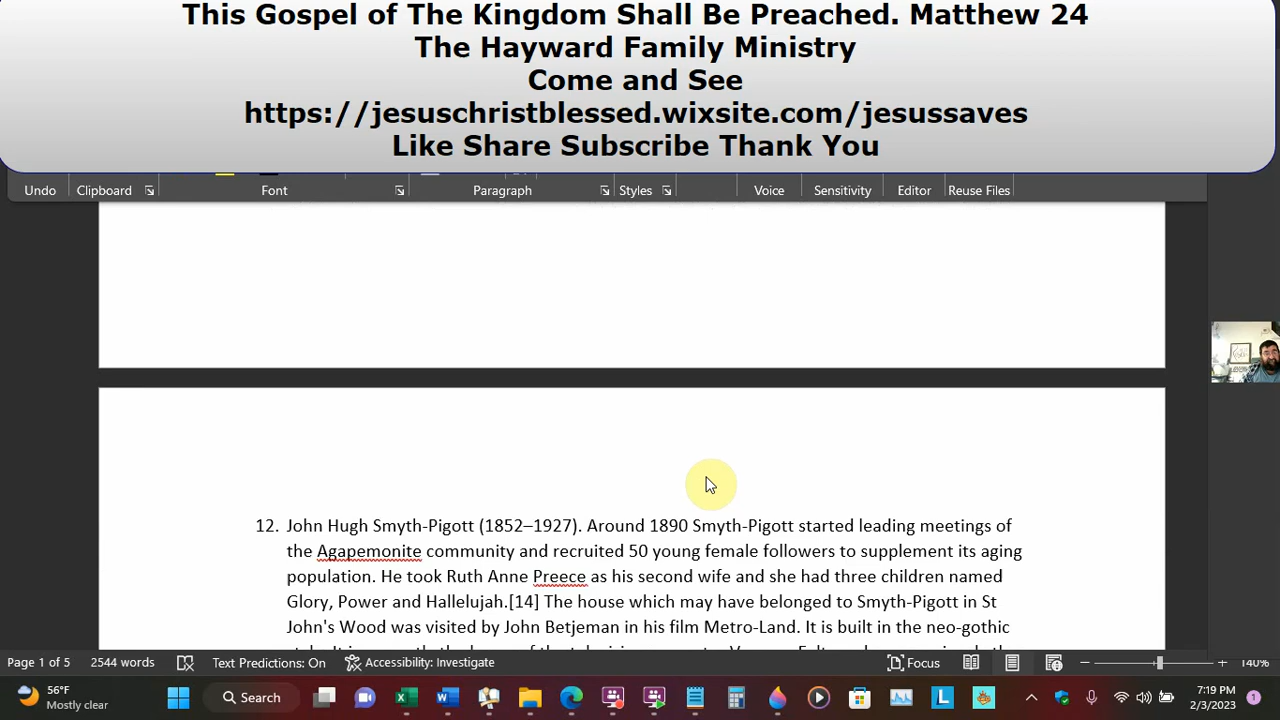 This Gospel of The Kingdom Shall Be Preached. Matthew 24
The Hayward Family Ministry
Come and See
https://jesuschristblessed.wixsite.com/jesussaves
Like Share Subscribe Thank You
Undo Clipboard Font Paragraph Styles Voice Sensitivity Editor Reuse Files
12. John Hugh Smyth-Pigott (1852–1927). Around 1890 Smyth-Pigott started leading meetings of
the Agapemonite community and recruited 50 young female followers to supplement its aging
population. He took Ruth Anne Preece as his second wife and she had three children named
Glory, Power and Hallelujah.[14] The house which may have belonged to Smyth-Pigott in St
John's Wood was visited by John Betjeman in his film Metro-Land. It is built in the neo-gothic
Page 1 of 5 2544 words Text Predictions: On Accessibility: Investigate Focus 140%
56°F
Mostly clear
Search
7:19 PM
2/3/2023
1